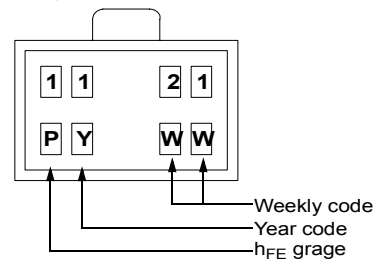 1 1 2 1
P Y W W
Weekly code
Year code
hFE grage